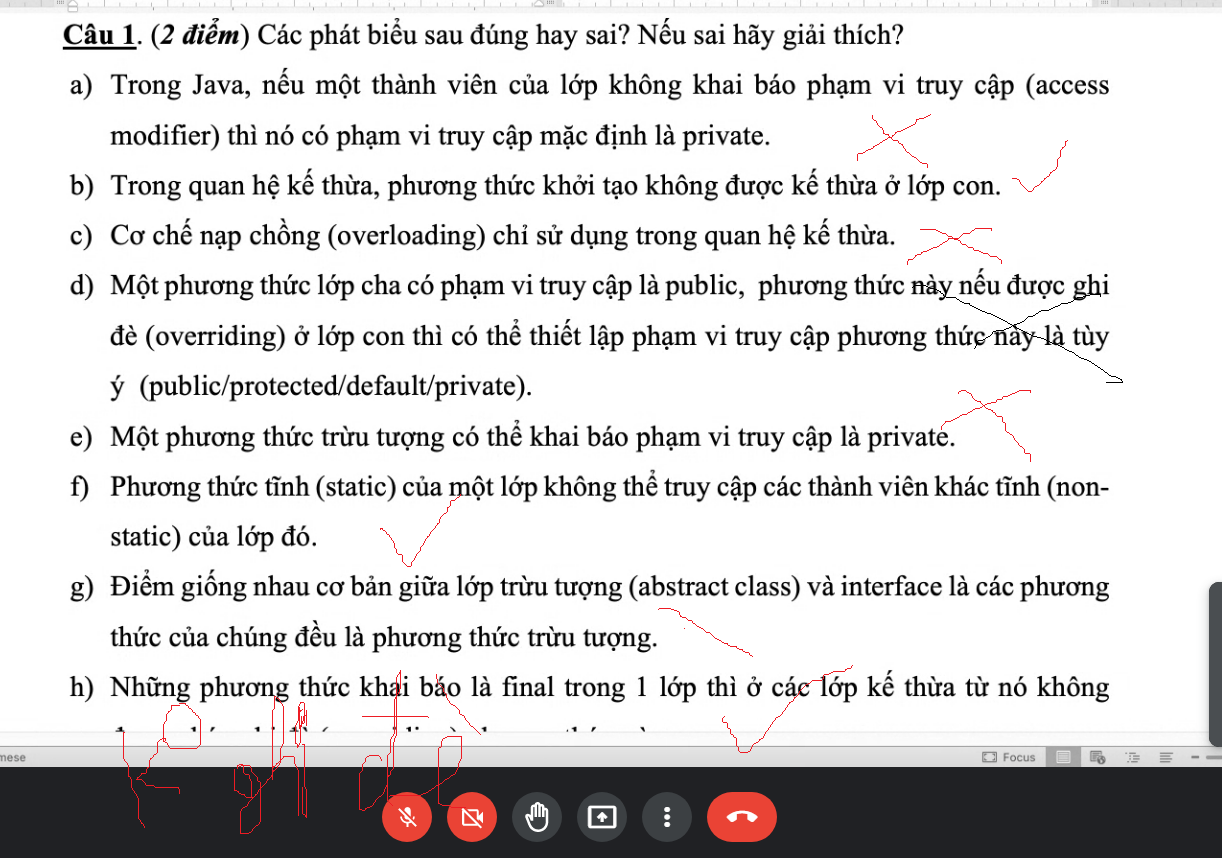 Câu 1. (2 điểm) Các phát biểu sau đúng hay sai? Nếu sai hãy giải thích?
a) Trong Java, nếu một thành viên của lớp không khai báo phạm vi truy cập (access
modifier) thì nó có phạm vi truy cập mặc định là private.
b) Trong quan hệ kế thừa, phương thức khởi tạo không được kế thừa ở lớp con.
c) Cơ chế nạp chồng (overloading) chỉ sử dụng trong quan hệ kế thừa.
d) Một phương thức lớp cha có phạm vi truy cập là public, phương thức này nếu được ghi
đè (overriding) ở lớp con thì có thể thiết lập phạm vi truy cập phương thức này là tùy
ý (public/protected/default/private).
e) Một phương thức trừu tượng có thể khai báo phạm vi truy cập là private.
f) Phương thức tĩnh (static) của một lớp không thể truy cập các thành viên khác tĩnh (non-
static) của lớp đó.
g) Điểm giống nhau cơ bản giữa lớp trừu tượng (abstract class) và interface là các phương
thức của chúng đều là phương thức trừu tượng.
h) Những phương thức khai báo là final trong 1 lớp thì ở các lớp kế thừa từ nó không
mese
Focus